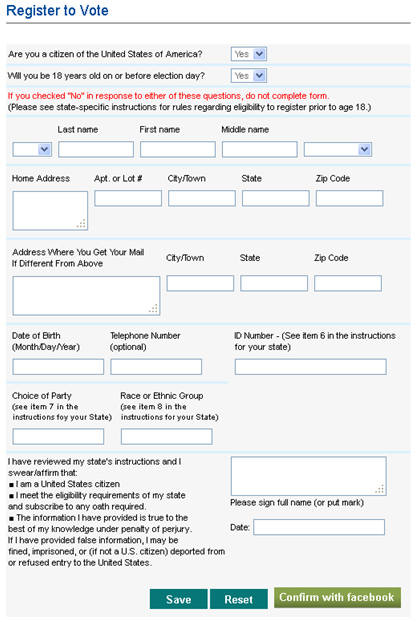 Register to Vote
Are you a citizen of the United States of America? Yes
Will you be 18 years old on or before election day? Yes
If you checked "No" in response to either of these questions, do not complete form.
(Please see state-specific instructions for rules regarding eligibility to register prior to age 18.)
Last name First name Middle name
Home Address Apt. or Lot # City/Town State Zip Code
Address Where You Get Your Mail
If Different From Above
City/Town State Zip Code
Date of Birth
(Month/Day/Year)
Telephone Number
(optional)
ID Number - (See item 6 in the instructions
for your state)
Choice of Party
(see item 7 in the
instructions foy your State)
Race or Ethnic Group
(see item 8 in the
instructions for your State)
I have reviewed my state's instructions and I
swear/affirm that:
■ I am a United States citizen
■ I meet the eligibility requirements of my state
and subscribe to any oath required.
■ The information I have provided is true to the
best of my knowledge under penalty of perjury.
If I have provided false information, I may be
fined, imprisoned, or (if not a U.S. citizen) deported from
or refused entry to the United States.
Please sign full name (or put mark)
Date:
Save Reset Confirm with facebook